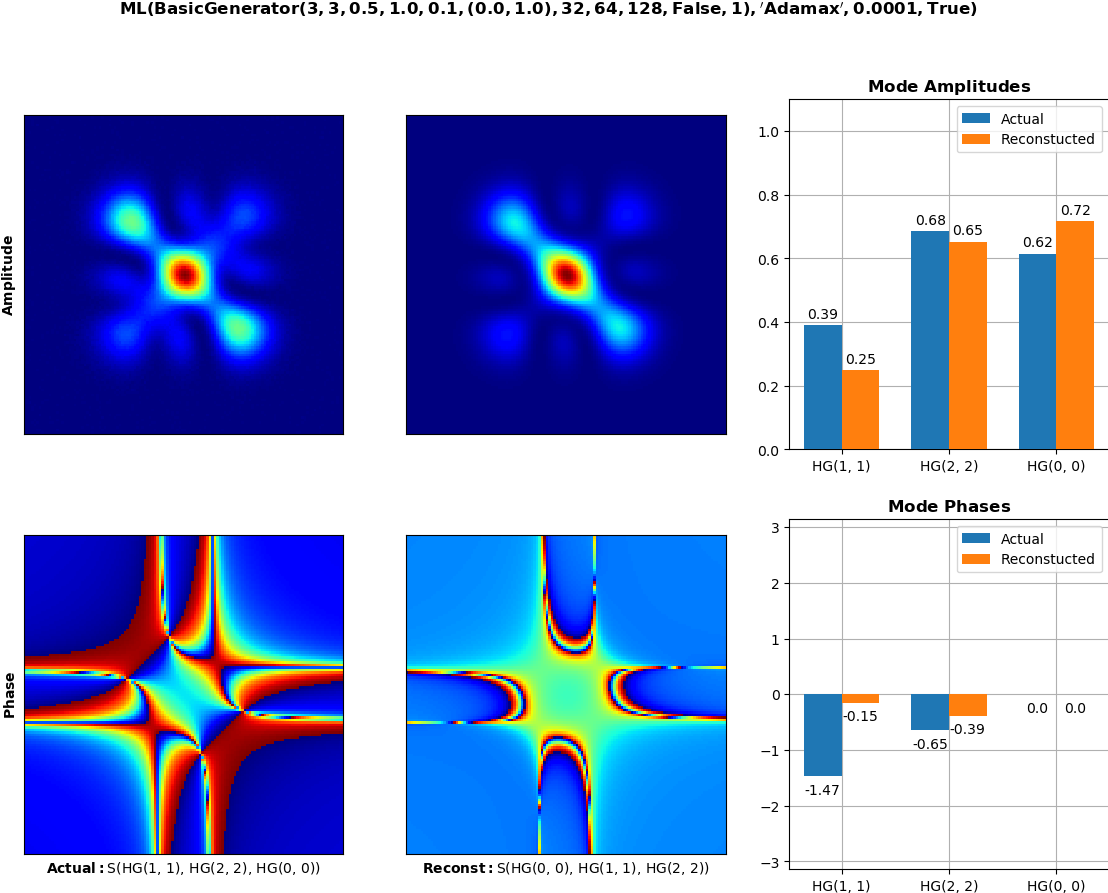 ML(BasicGenerator(3, 3, 0.5, 1.0, 0.1, (0.0, 1.0), 32, 64, 128, False, 1), ′Adamax′, 0.0001, True)
Amplitude
Mode Amplitudes
Actual
Reconstucted
1.0
0.8
0.6
0.4
0.2
0.0
0.39
0.25
0.68
0.65
0.62
0.72
HG(1, 1)
HG(2, 2)
HG(0, 0)
Phase
Actual: S(HG(1, 1), HG(2, 2), HG(0, 0))
Reconst: S(HG(0, 0), HG(1, 1), HG(2, 2))
Mode Phases
Actual
Reconstucted
3
2
1
0
−1
−2
−3
-1.47
-0.15
-0.65
-0.39
0.0
0.0
HG(1, 1)
HG(2, 2)
HG(0, 0)